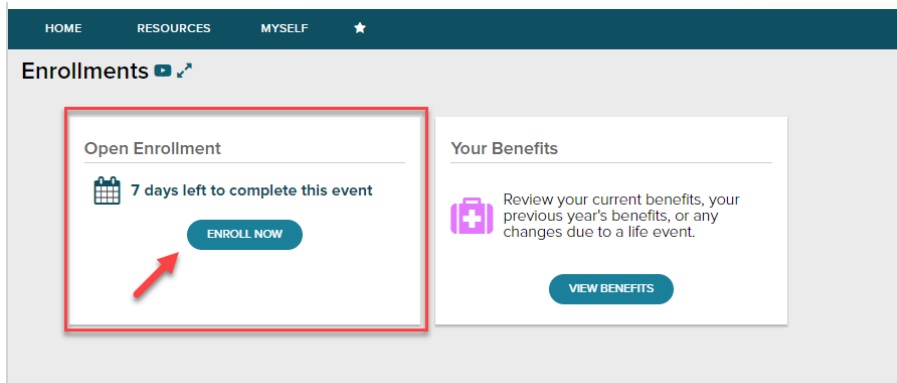 HOME RESOURCES MYSELF
Enrollments
Open Enrollment
7 days left to complete this event
ENROLL NOW
Your Benefits
Review your current benefits, your
previous year's benefits, or any
changes due to a life event.
VIEW BENEFITS